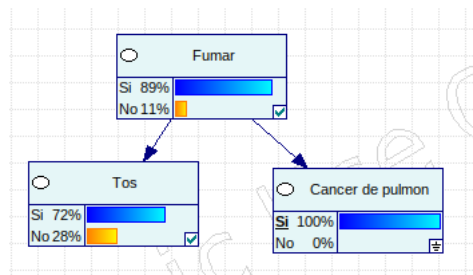 Fumar
Si 89%
No 11%
Tos
Si 72%
No 28%
Cancer de pulmon
Si 100%
No 0%